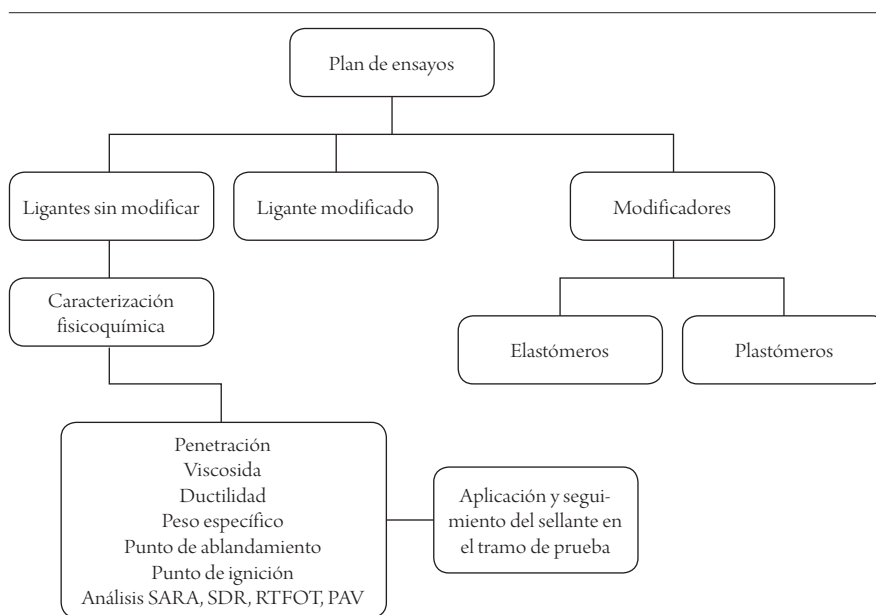 Plan de ensayos
Ligantes sin modificar
Ligante modificado
Modificadores
Caracterización
fisicoquímica
Elastómeros
Plastómeros
Penetración
Viscosida
Ductilidad
Peso específico
Punto de ablandamiento
Punto de ignición
Análisis SARA, SDR, RTFOT, PAV
Aplicación y segui-
miento del sellante en
el tramo de prueba